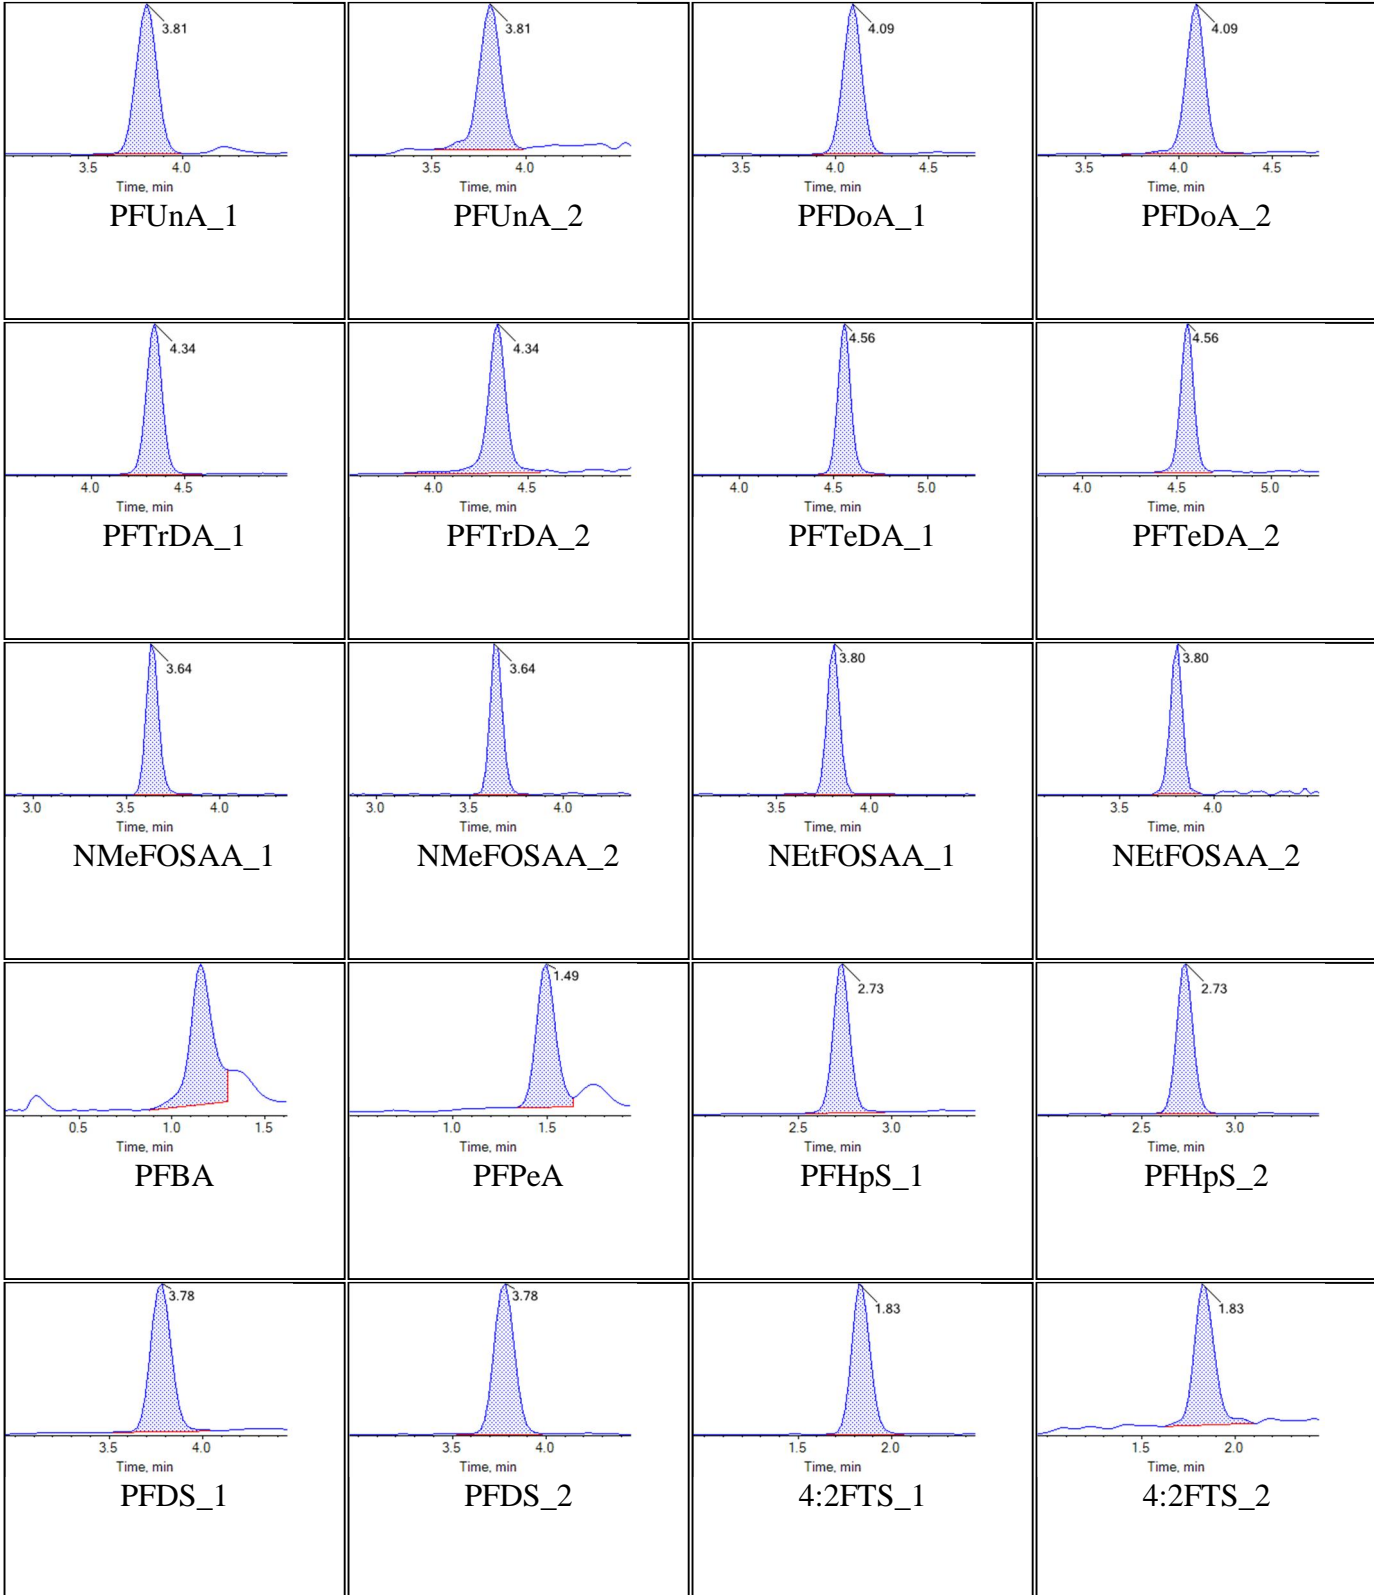 3.81 3.81 4.09 4.09
3.5 4.0 3.5 4.0 3.5 4.0 4.5 3.5 4.0 4.5
Time, min Time, min Time, min Time, min
PFUnA_1 PFUnA_2 PFDoA_1 PFDoA_2
4.34 4.34 4.56 4.56
4.0 4.5 4.0 4.5 4.0 4.5 5.0 4.0 4.5 5.0
Time, min Time, min Time, min Time, min
PFTrDA_1 PFTrDA_2 PFTeDA_1 PFTeDA_2
3.64 3.64 3.80 3.80
3.0 3.5 4.0 3.0 3.5 4.0 3.5 4.0 3.5 4.0
Time, min Time, min Time, min Time, min
NMeFOSAA_1 NMeFOSAA_2 NEtFOSAA_1 NEtFOSAA_2
1.49 2.73 2.73
0.5 1.0 1.5 1.0 1.5 2.5 3.0 2.5 3.0
Time, min Time, min Time, min Time, min
PFBA PFPeA PFHpS_1 PFHpS_2
3.78 3.78 1.83 1.83
3.5 4.0 3.5 4.0 1.5 2.0 1.5 2.0
Time, min Time, min Time, min Time, min
PFDS_1 PFDS_2 4:2FTS_1 4:2FTS_2